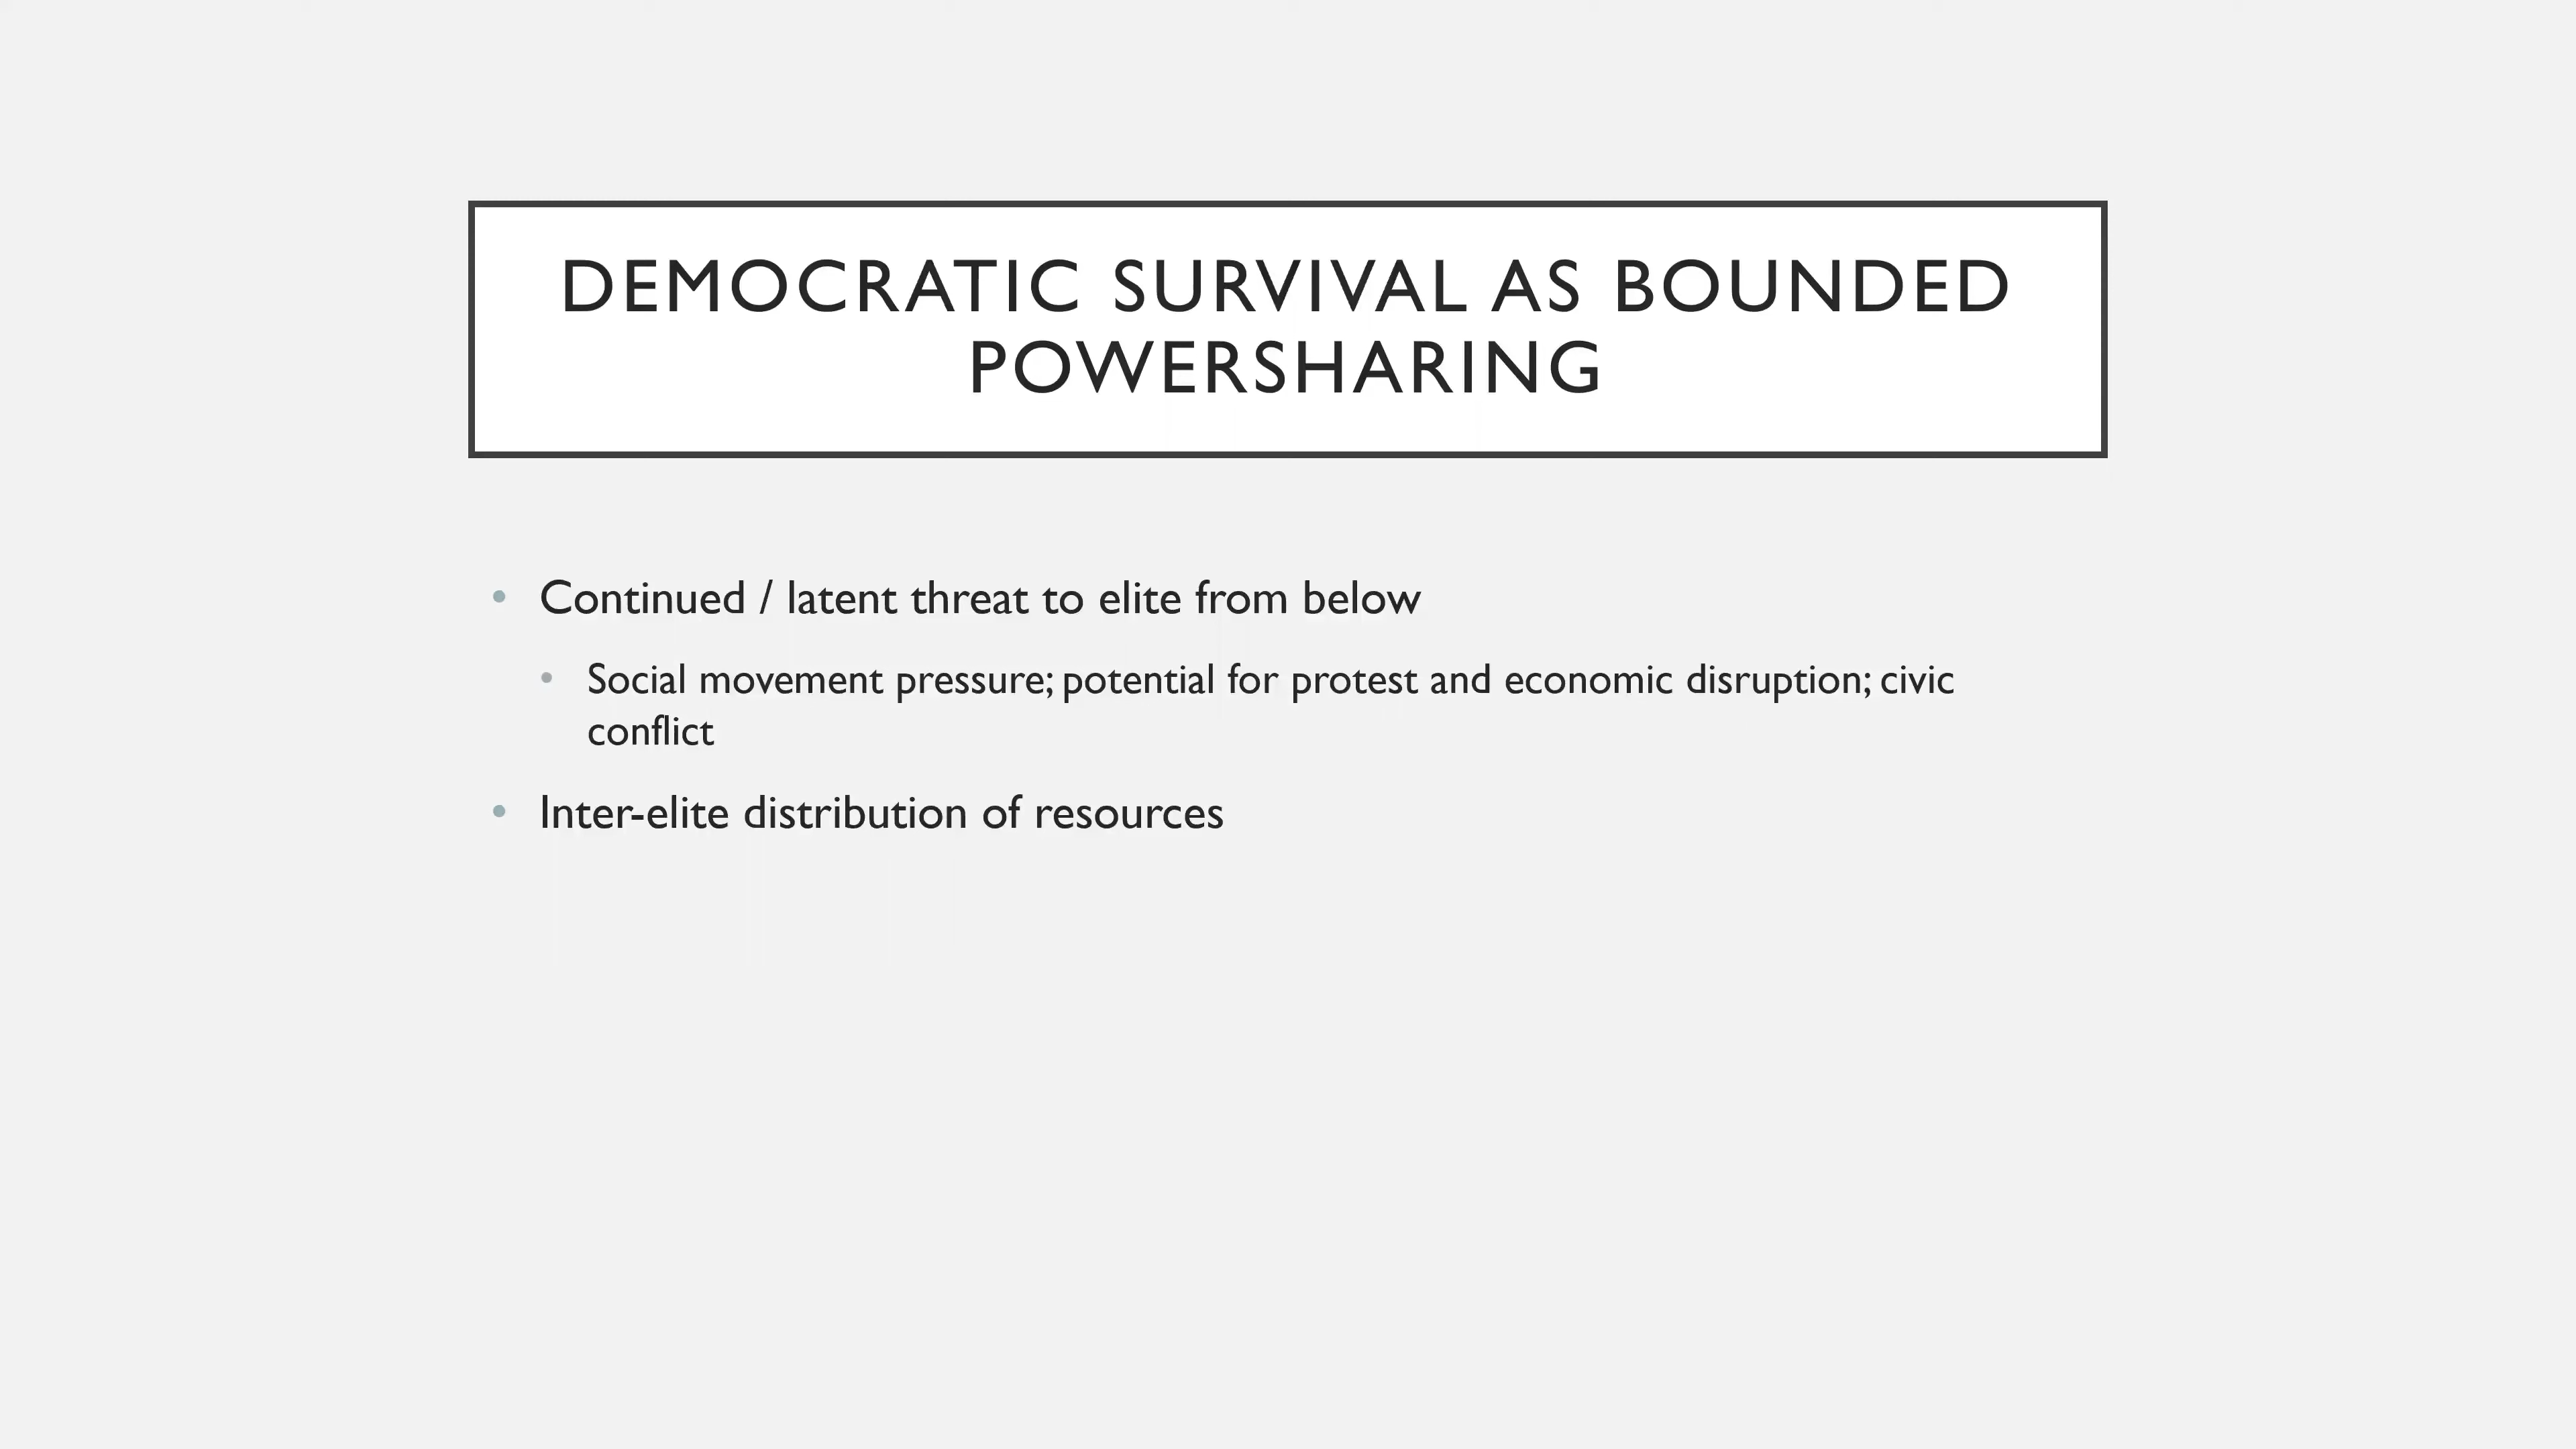 DEMOCRATIC SURVIVAL AS BOUNDED
POWERSHARING
• Continued / latent threat to elite from below
• Social movement pressure; potential for protest and economic disruption; civic
conflict
• Inter-elite distribution of resources